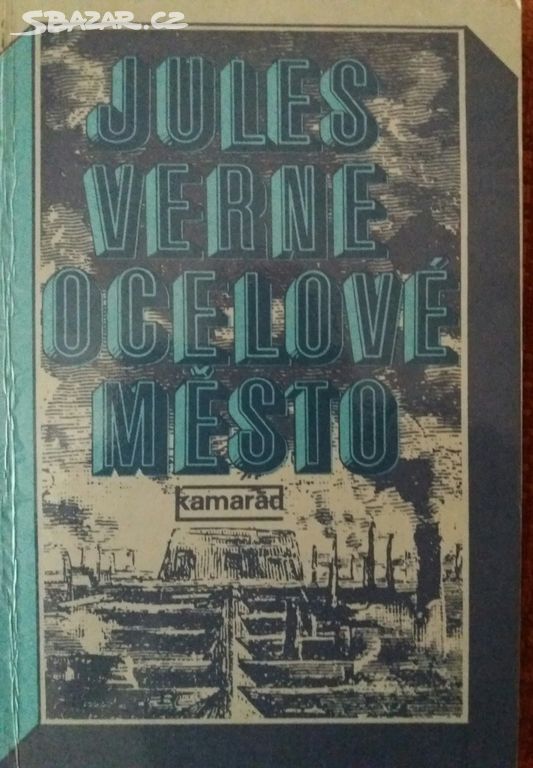 SBAZAR.CZ
JULES
VERNE
OCELOVÉ
MĚSTO
kamarád